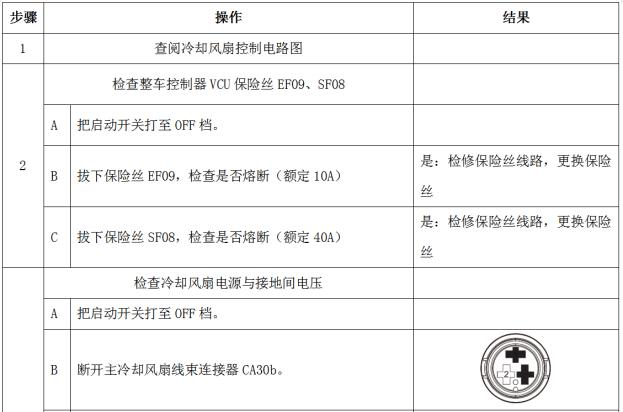 步骤 操作 结果
1 查阅冷却风扇控制电路图
检查整车控制器 VCU 保险丝 EF09、SF08
A 把启动开关打至 OFF 档。
2
B 拔下保险丝 EF09，检查是否熔断（额定 10A） 是：检修保险丝线路，更换保险
丝
C 拔下保险丝 SF08，检查是否熔断（额定 40A） 是：检修保险丝线路，更换保险
丝
检查冷却风扇电源与接地间电压
A 把启动开关打至 OFF 档。
B 断开主冷却风扇线束连接器 CA30b。
2